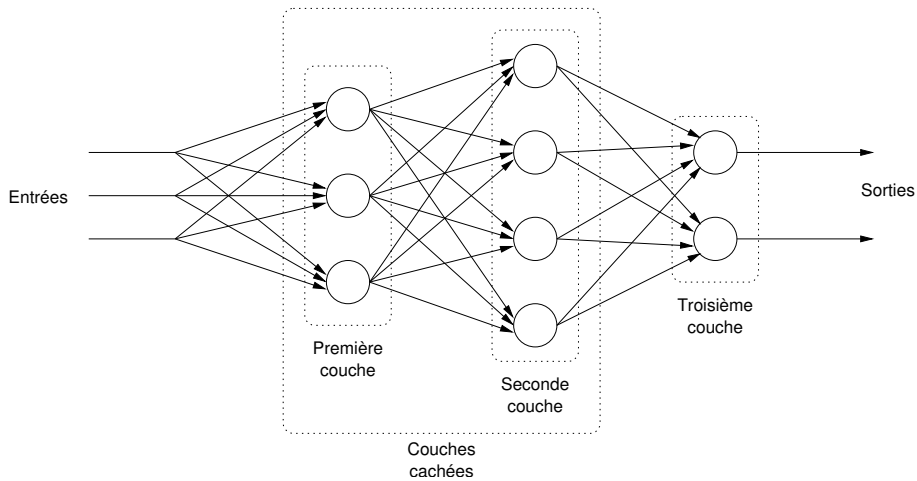 Entrées
Sorties
Première
couche
Seconde
couche
Troisième
couche
Couches
cachées